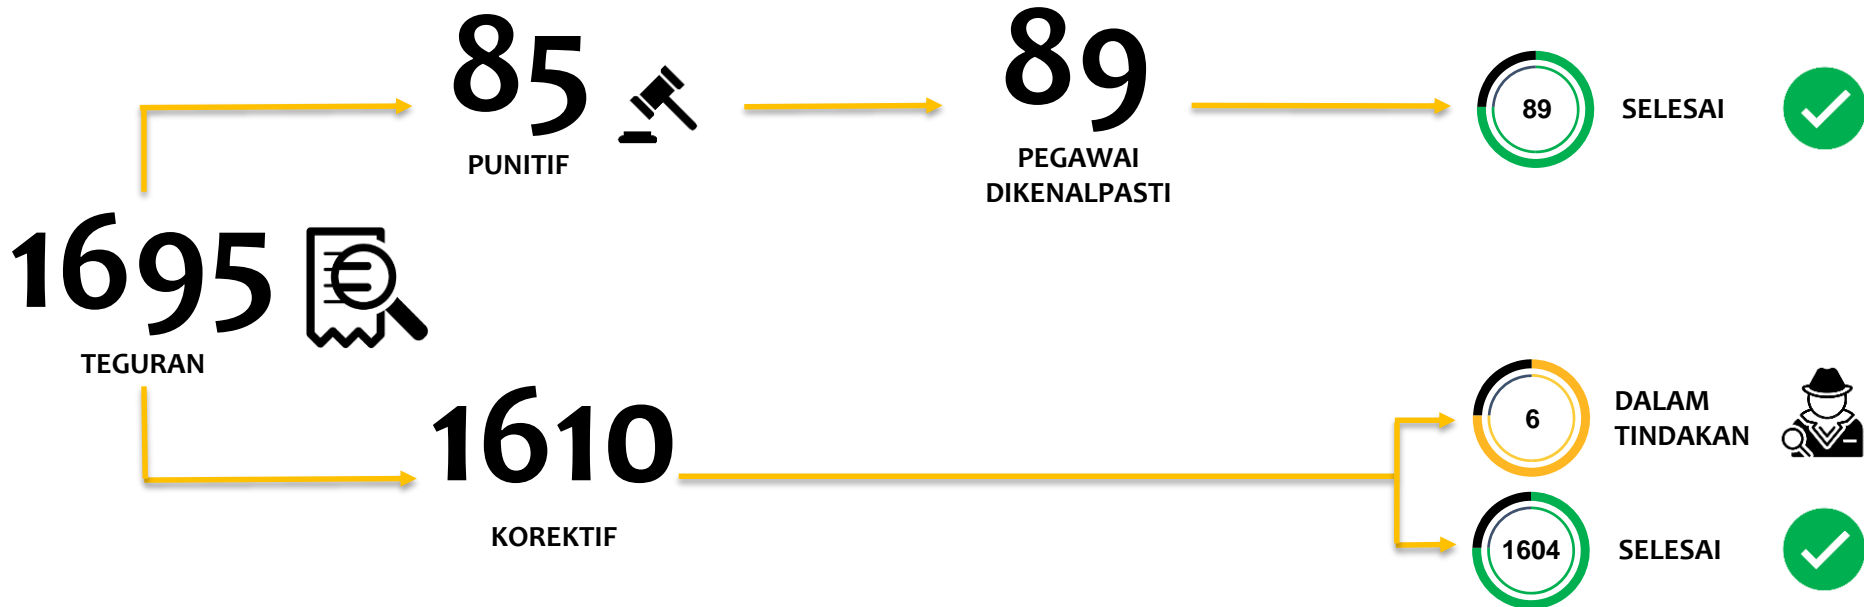 85
PUNITIF
89
PEGAWAI
DIKENALPASTI
89
SELESAI
1695
TEGURAN
1610
KOREKTIF
6
DALAM
TINDAKAN
1604
SELESAI